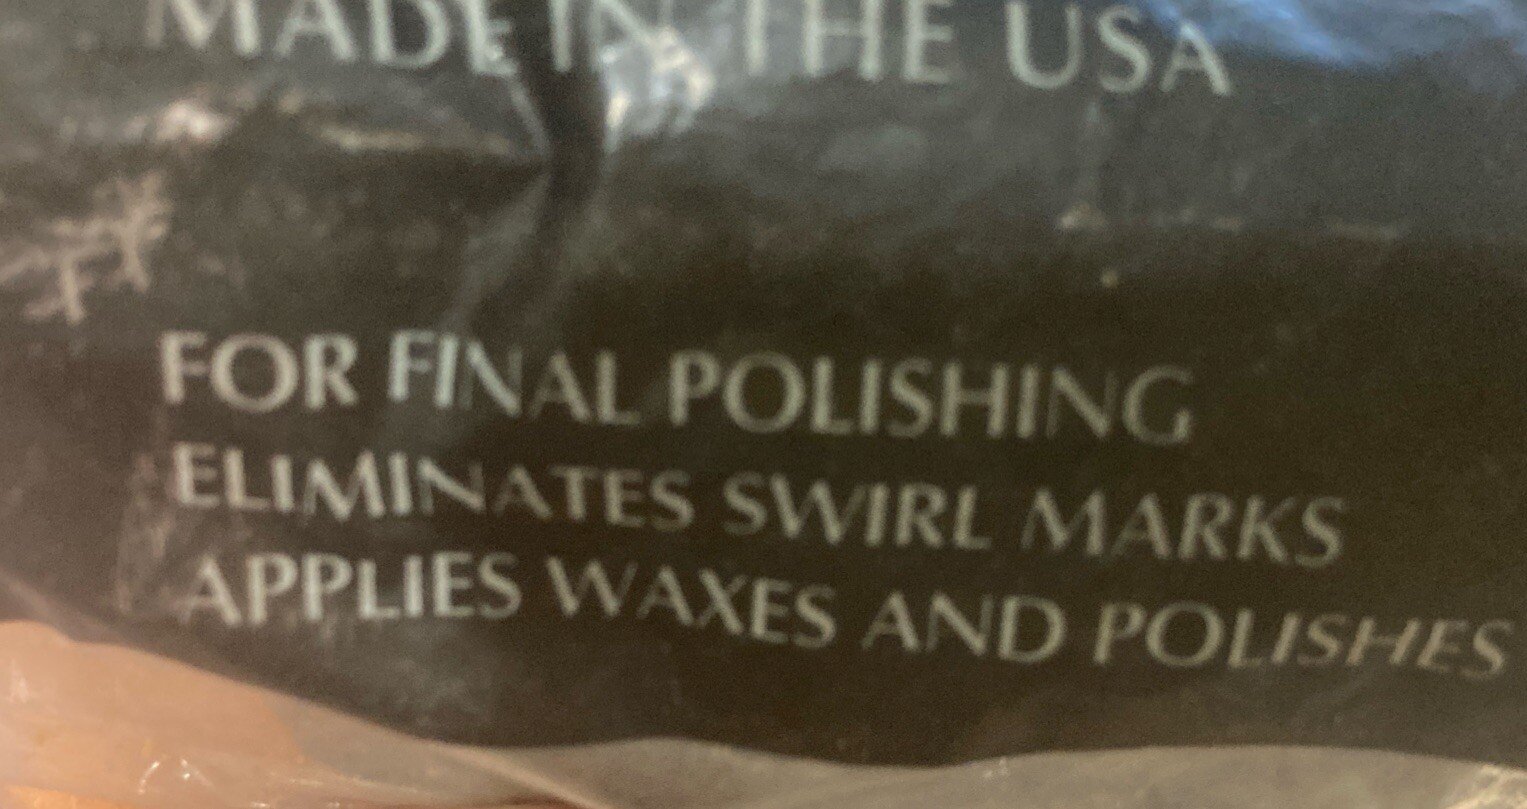 MADE IN THE USA
FOR FINAL POLISHING
ELIMINATES SWIRL MARKS
APPLIES WAXES AND POLISHES